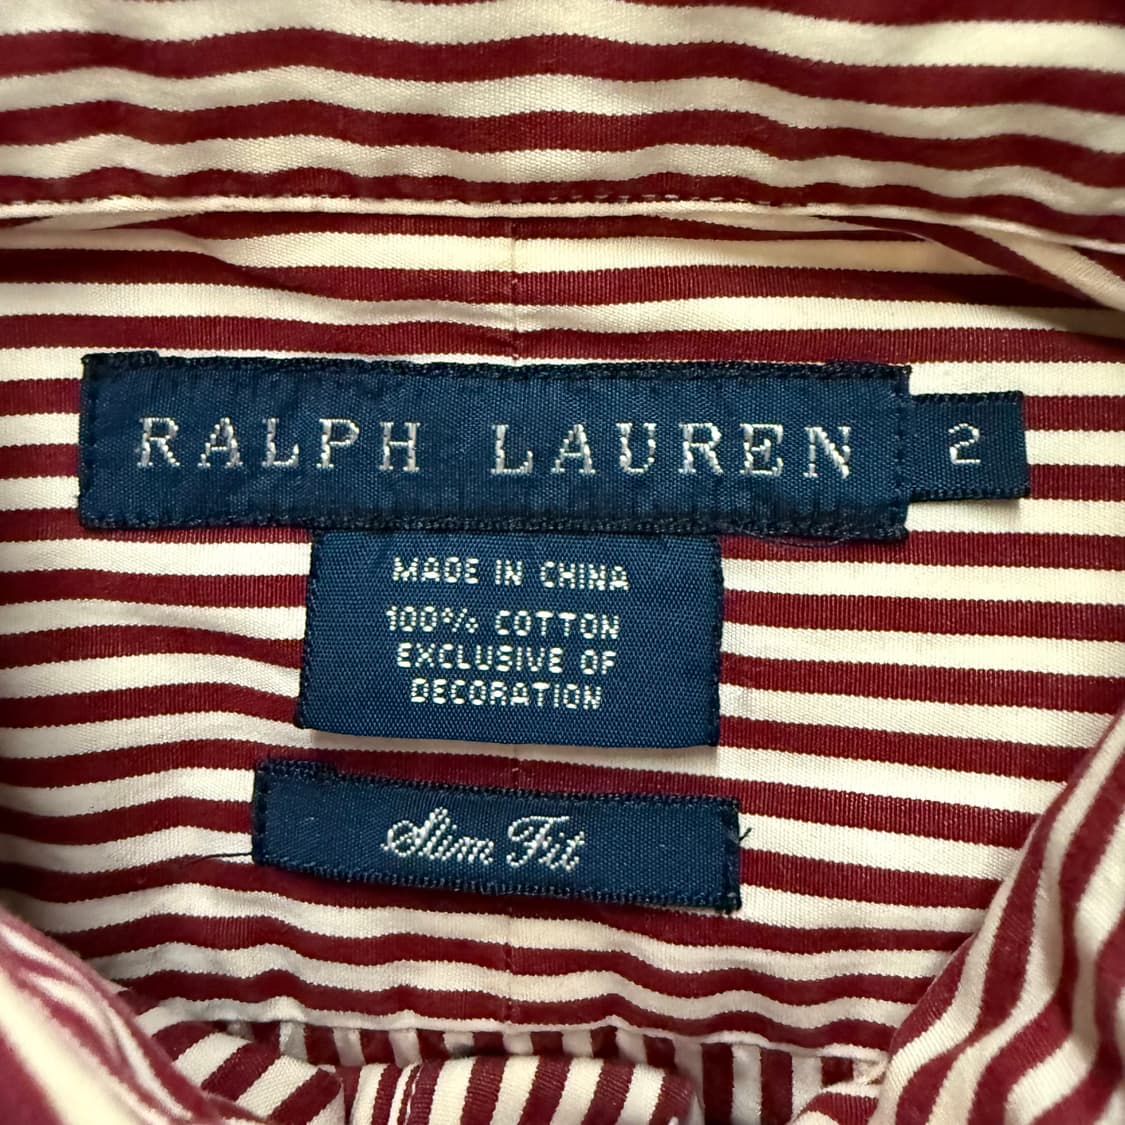 RALPH LAUREN 2
MADE IN CHINA
100% COTTON
EXCLUSIVE OF
DECORATION
Slim Fit